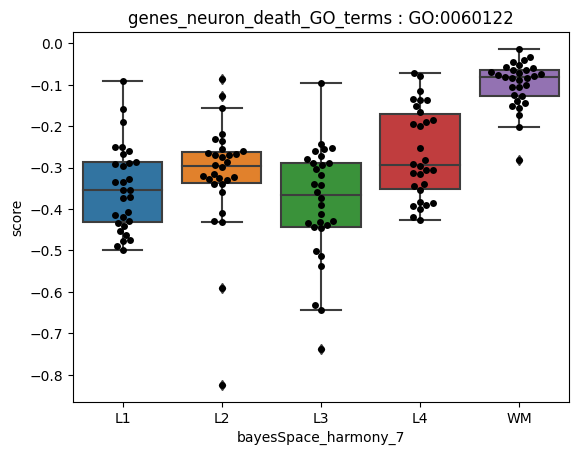 genes_neuron_death_GO_terms : GO:0060122
0.0
−0.1
−0.2
−0.3
−0.4
−0.5
−0.6
−0.7
−0.8
score
L1 L2 L3 L4 WM
bayesSpace_harmony_7